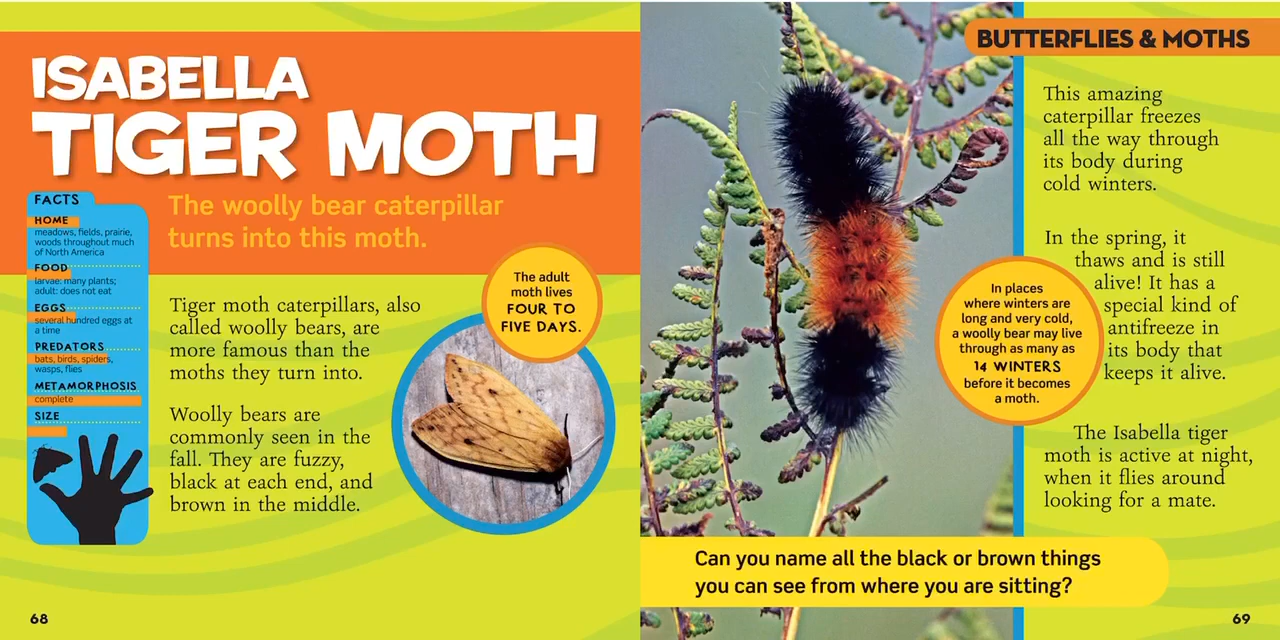 ISABELLA
TIGER MOTH
The woolly bear caterpillar
turns into this moth.
FACTS
HOME
meadows, fields, prairie,
woods throughout much
of North America
FOOD
larvae: many plants;
adult: does not eat
EGGS
several hundred eggs at
a time
PREDATORS
bats, birds, spiders,
wasps, flies
METAMORPHOSIS
complete
SIZE
Tiger moth caterpillars, also
called woolly bears, are
more famous than the
moths they turn into.
Woolly bears are
commonly seen in the
fall. They are fuzzy,
black at each end, and
brown in the middle.
The adult
moth lives
FOUR TO
FIVE DAYS.
68
BUTTERFLIES & MOTHS
This amazing
caterpillar freezes
all the way through
its body during
cold winters.
In the spring, it
thaws and is still
alive! It has a
special kind of
antifreeze in
its body that
keeps it alive.
In places
where winters are
long and very cold,
a woolly bear may live
through as many as
14 WINTERS
before it becomes
a moth.
The Isabella tiger
moth is active at night,
when it flies around
looking for a mate.
Can you name all the black or brown things
you can see from where you are sitting?
69